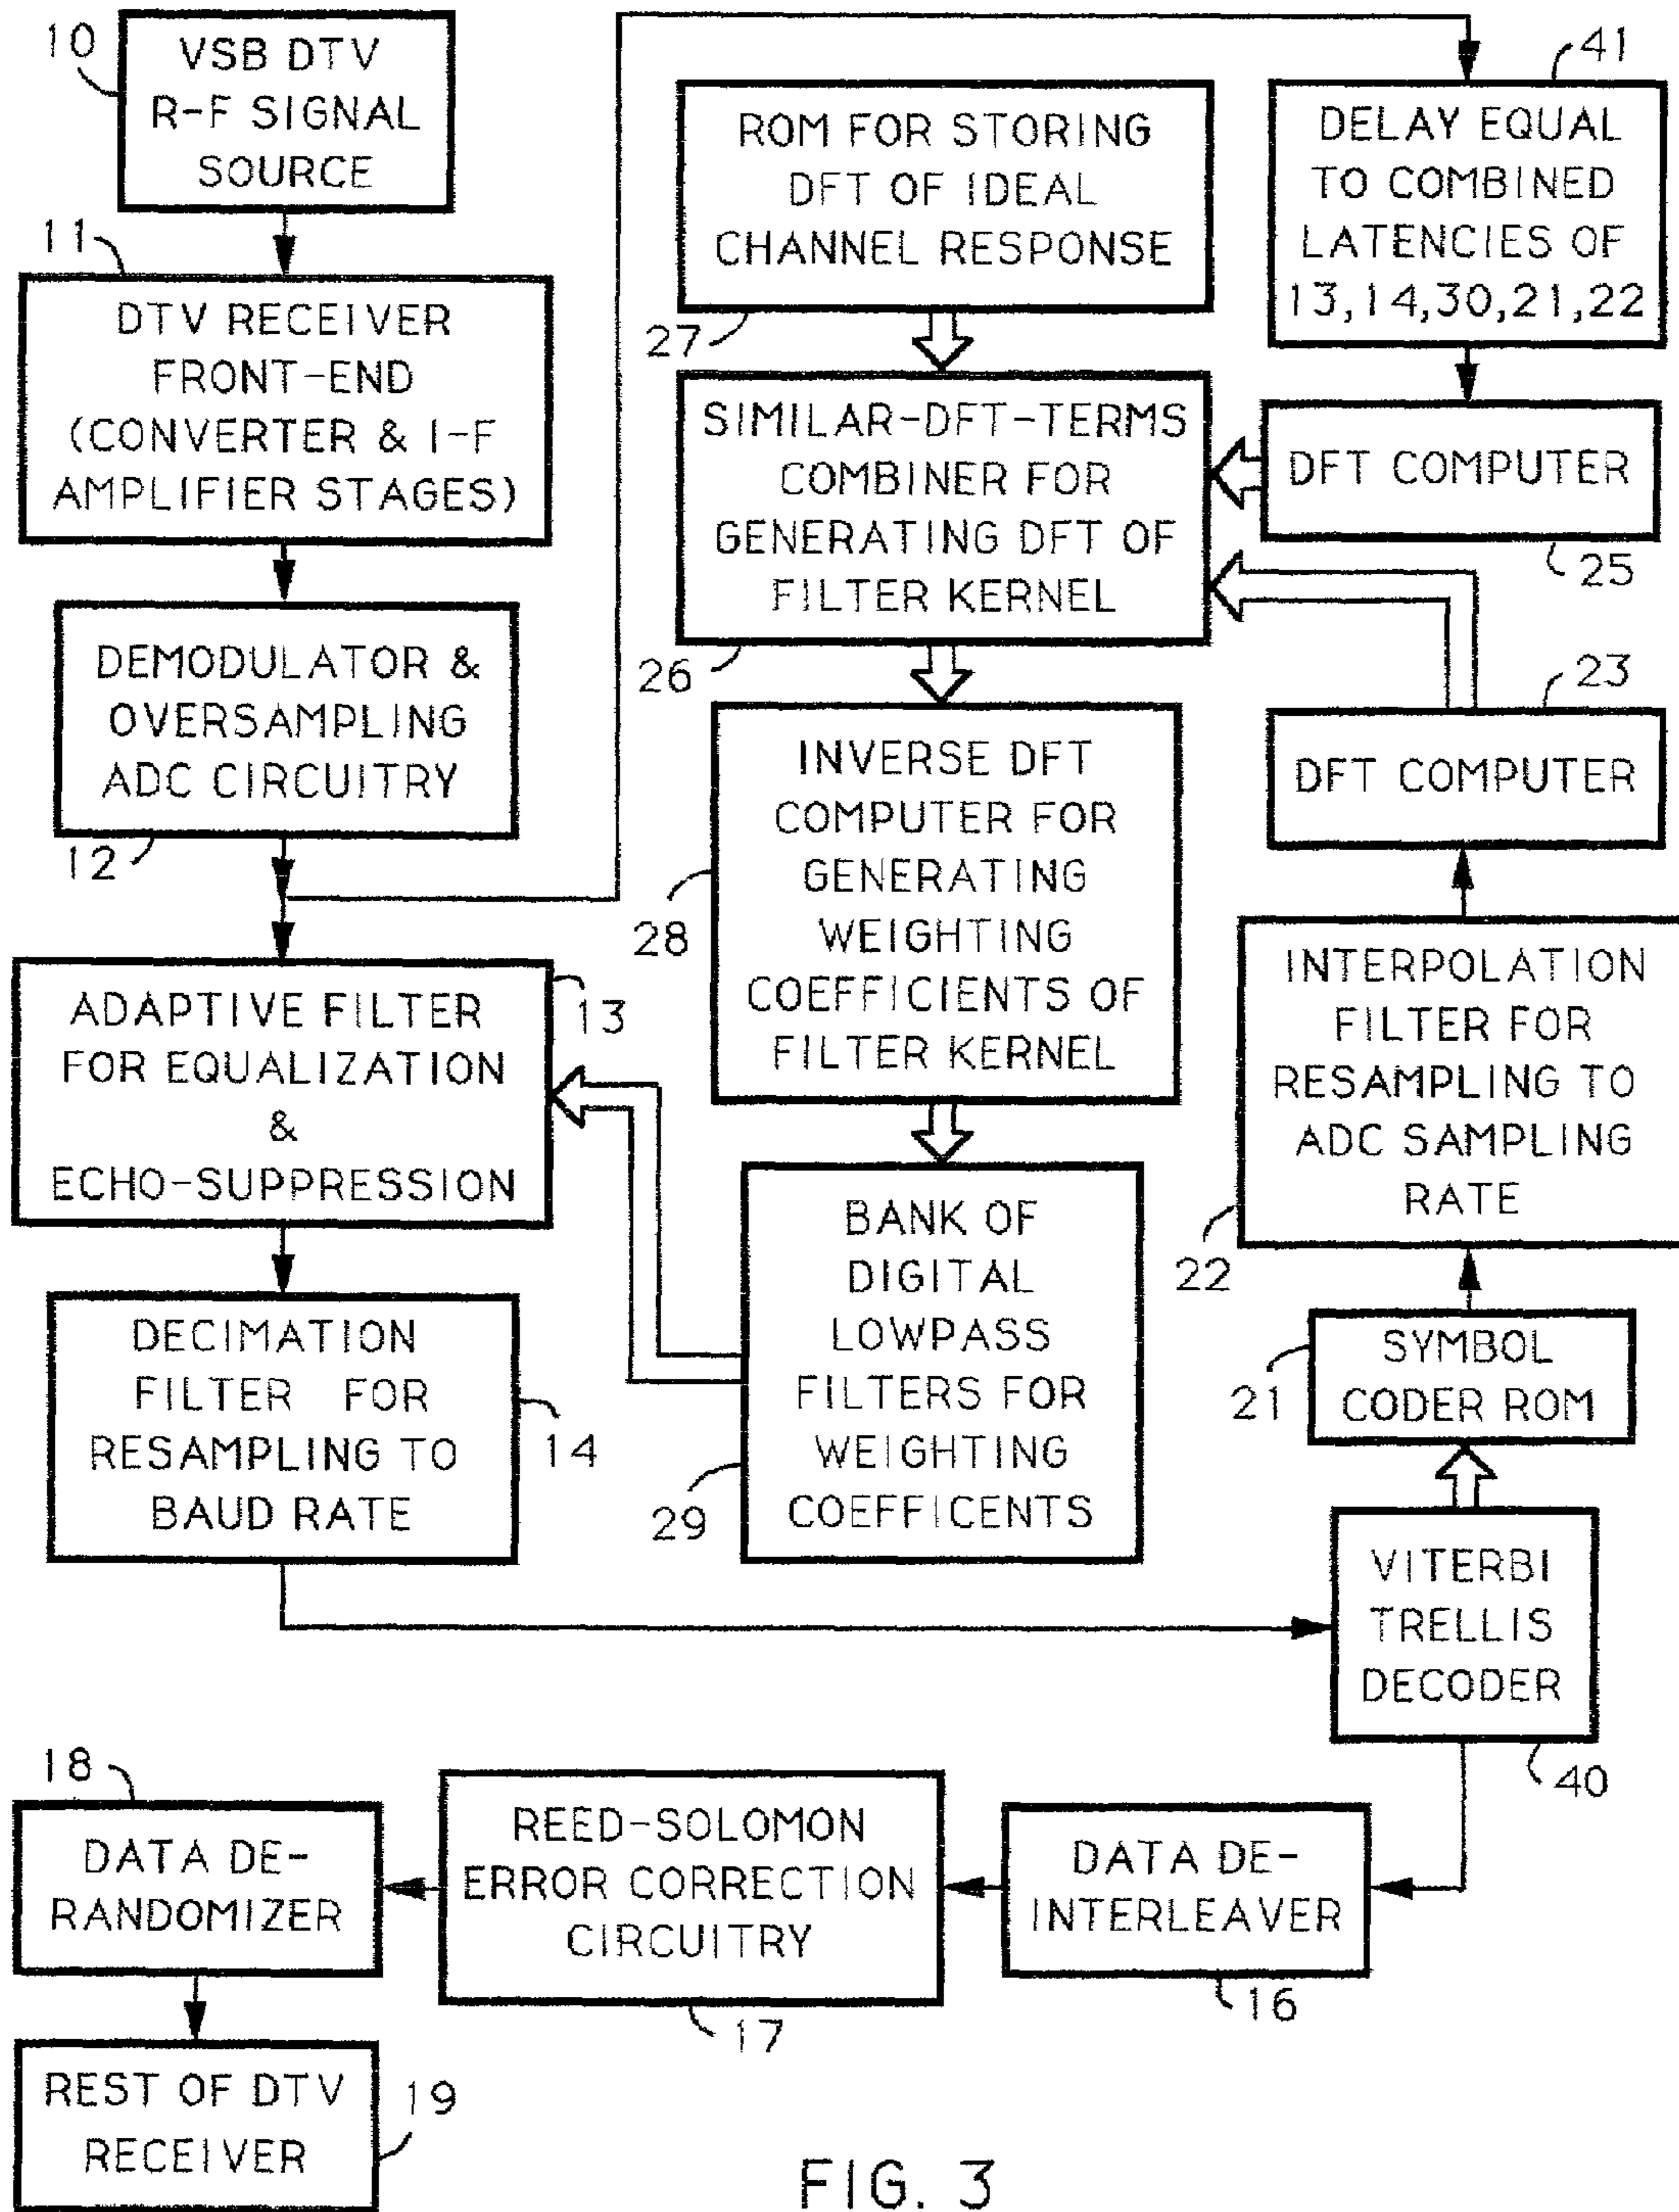 10
VSB DTV
R-F SIGNAL
SOURCE
11
DTV RECEIVER
FRONT-END
(CONVERTER & I-F
AMPLIFIER STAGES)
DEMODULATOR &
OVERSAMPLING
ADC CIRCUITRY
12
ADAPTIVE FILTER
FOR EQUALIZATION
&
ECHO-SUPPRESSION
13
DECIMATION
FILTER FOR
RESAMPLING TO
BAUD RATE
14
ROM FOR STORING
DFT OF IDEAL
CHANNEL RESPONSE
27
SIMILAR-DFT-TERMS
COMBINER FOR
GENERATING DFT OF
FILTER KERNEL
26
INVERSE DFT
COMPUTER FOR
GENERATING
WEIGHTING
COEFFICIENTS OF
FILTER KERNEL
28
BANK OF
DIGITAL
LOWPASS
FILTERS FOR
WEIGHTING
COEFFICENTS
29
41
DELAY EQUAL
TO COMBINED
LATENCIES OF
13,14,30,21,22
DFT COMPUTER
25
23
DFT COMPUTER
INTERPOLATION
FILTER FOR
RESAMPLING TO
ADC SAMPLING
RATE
22
SYMBOL
CODER ROM
21
VITERBI
TRELLIS
DECODER
40
DATA DE-
INTERLEAVER
16
REED-SOLOMON
ERROR CORRECTION
CIRCUITRY
17
18
DATA DE-
RANDOMIZER
REST OF DTV
RECEIVER
19
FIG. 3